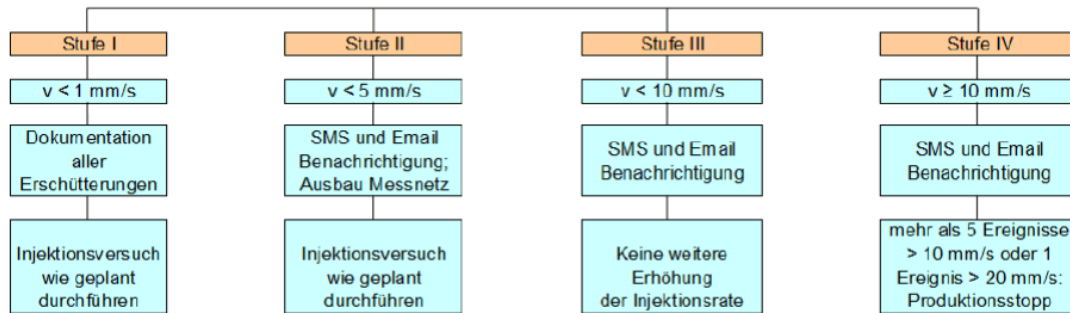 Stufe I
v < 1 mm/s
Dokumentation
aller
Erschütterungen
Injektionsversuch
wie geplant
durchführen
Stufe II
v < 5 mm/s
SMS und Email
Benachrichtigung;
Ausbau Messnetz
Injektionsversuch
wie geplant
durchführen
Stufe III
v < 10 mm/s
SMS und Email
Benachrichtigung
Keine weitere
Erhöhung
der Injektionsrate
Stufe IV
v ≥ 10 mm/s
SMS und Email
Benachrichtigung
mehr als 5 Ereignisse
> 10 mm/s oder 1
Ereignis > 20 mm/s:
Produktionsstopp